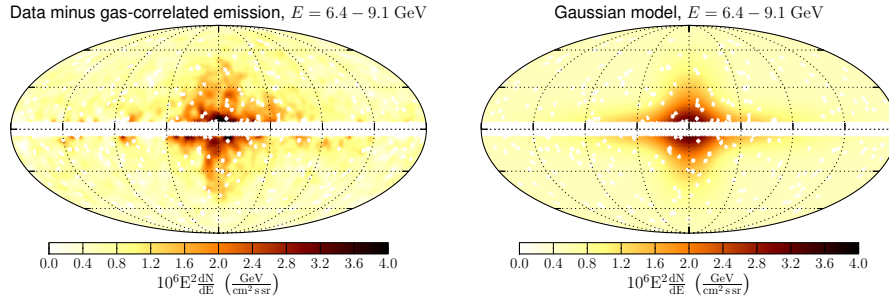 Data minus gas-correlated emission, E = 6.4 − 9.1 GeV
0.0 0.4 0.8 1.2 1.6 2.0 2.4 2.8 3.2 3.6 4.0
10⁶E² dN/dE (GeV/cm² s sr)
Gaussian model, E = 6.4 − 9.1 GeV
0.0 0.4 0.8 1.2 1.6 2.0 2.4 2.8 3.2 3.6 4.0
10⁶E² dN/dE (GeV/cm² s sr)